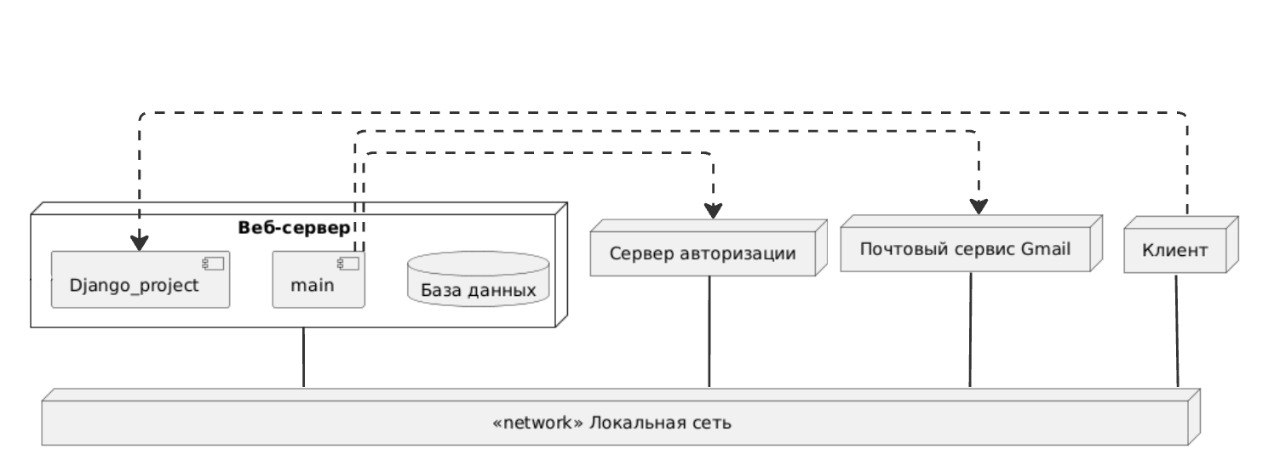 Веб-сервер
Django_project
main
База данных
Сервер авторизации
Почтовый сервис Gmail
Клиент
«network» Локальная сеть